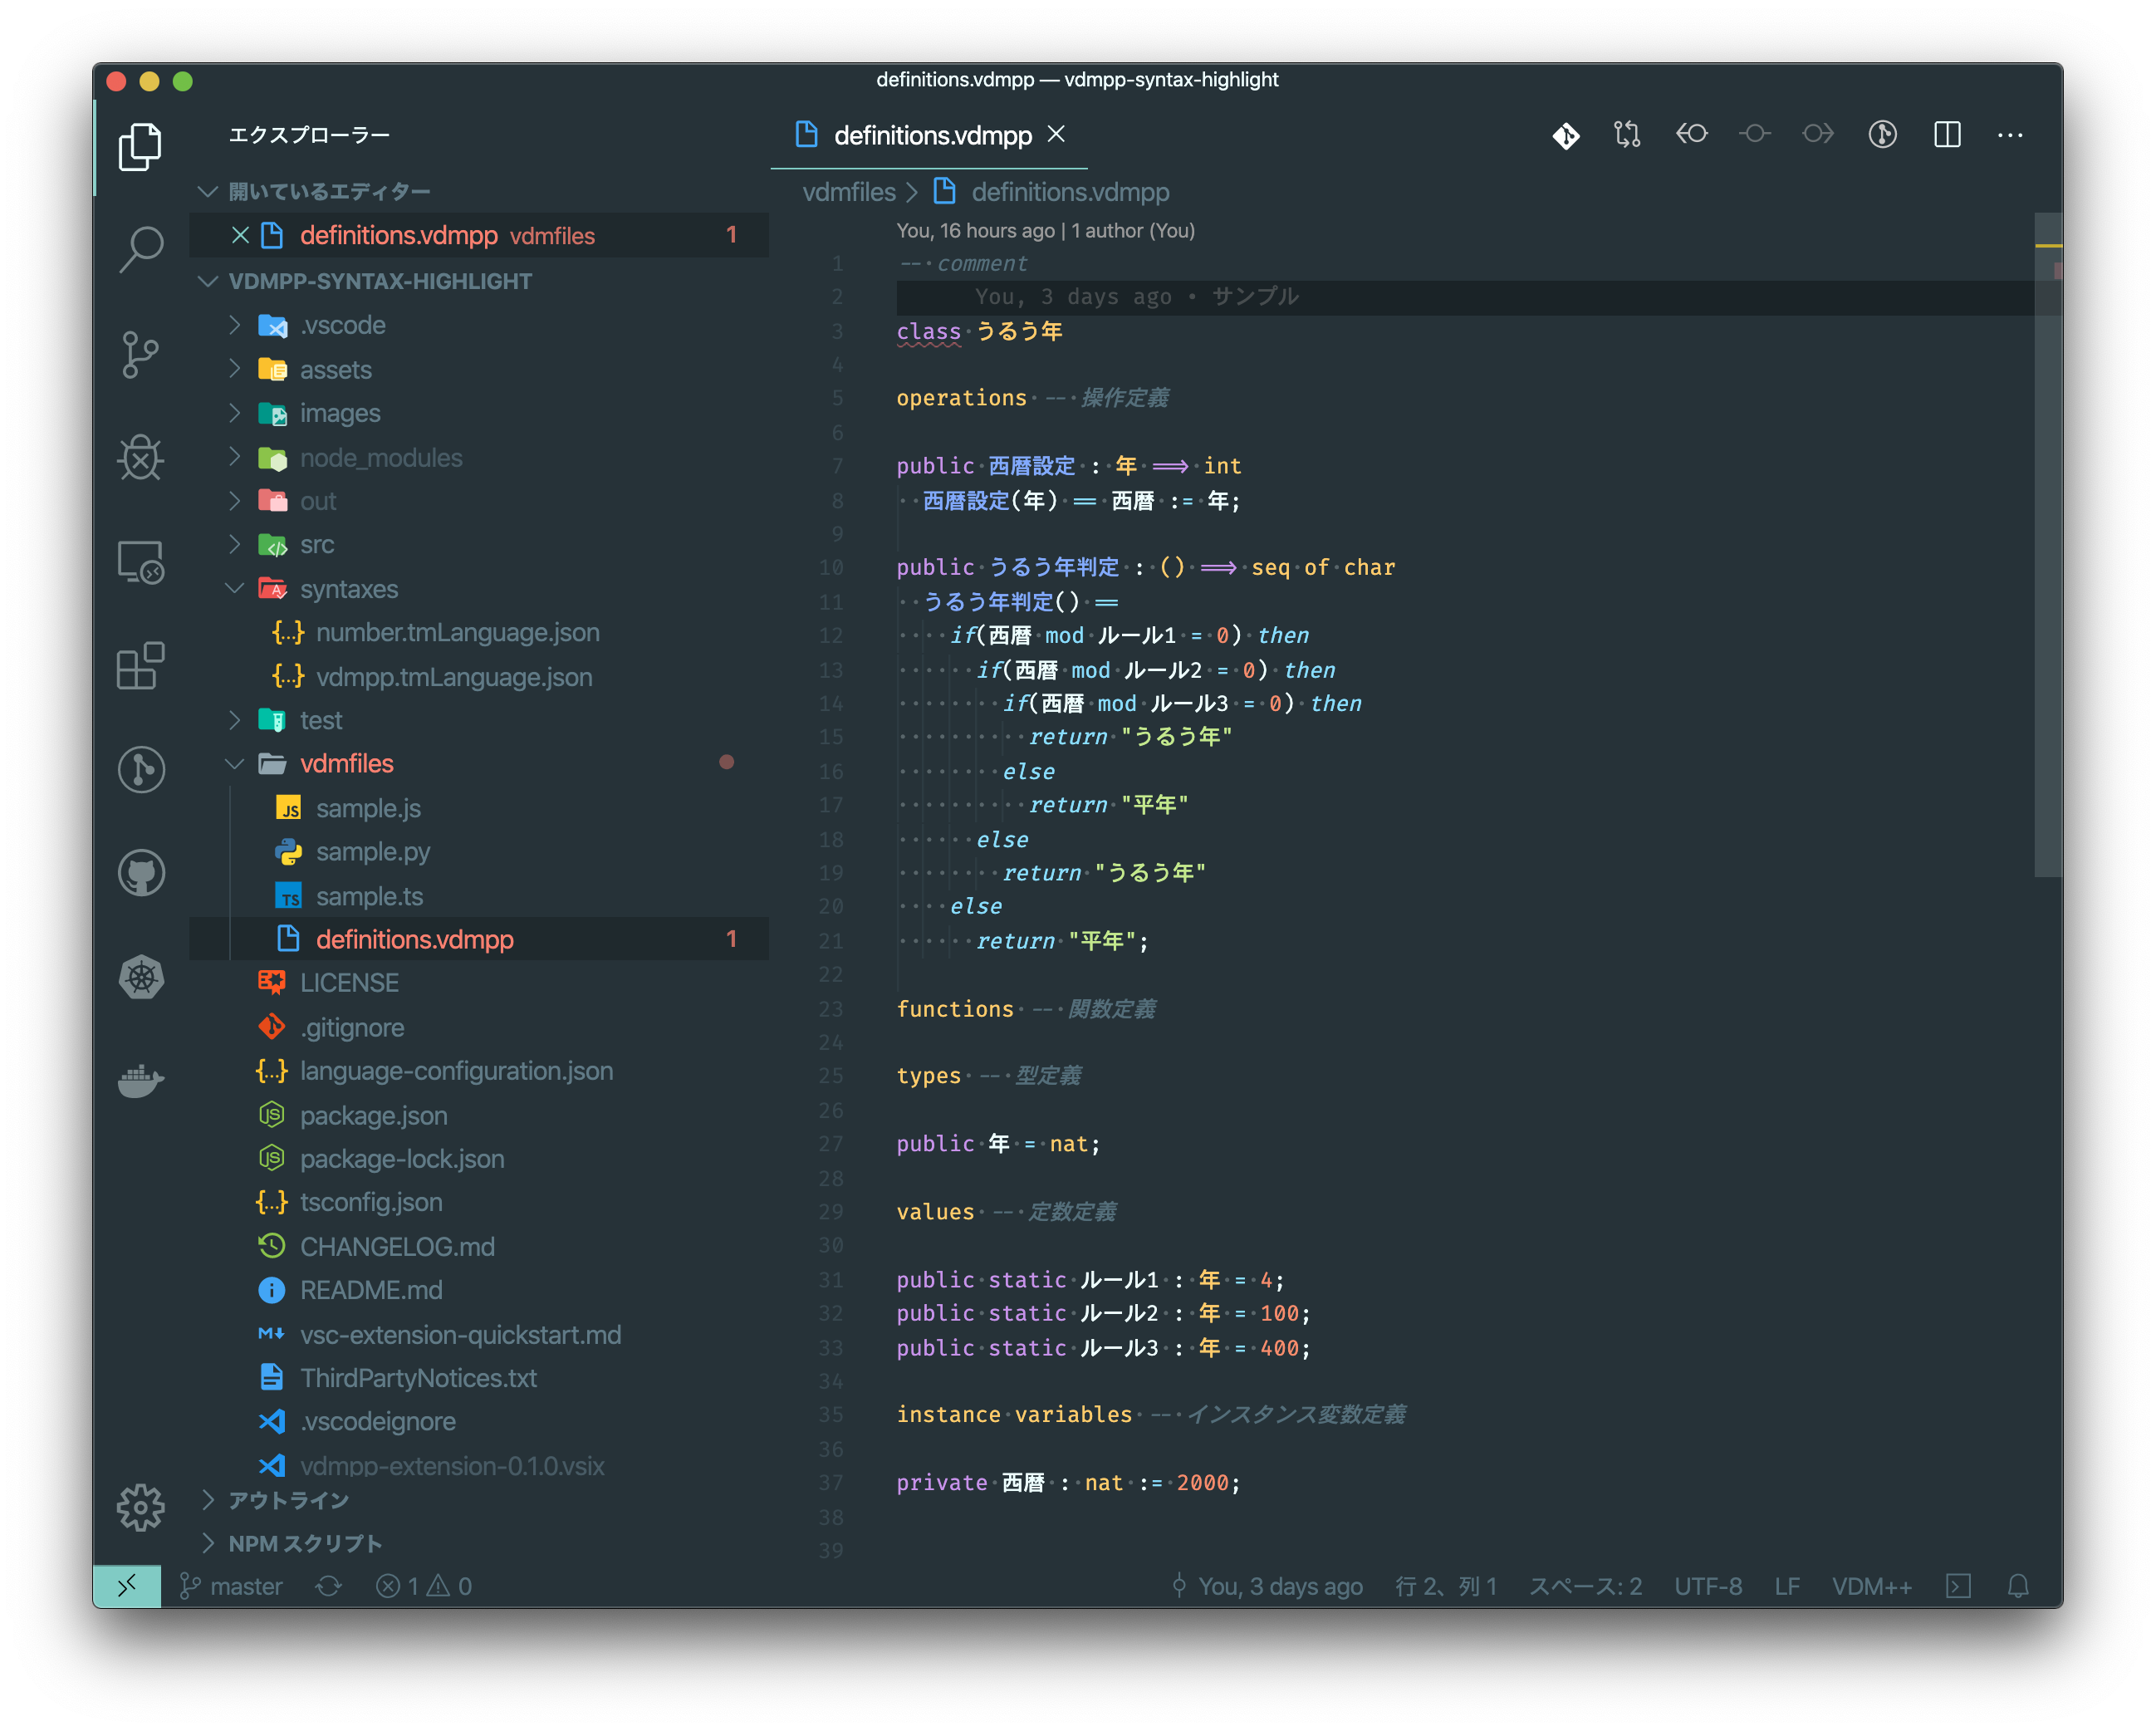 definitions.vdmpp — vdmpp-syntax-highlight
エクスプローラー
開いているエディター
definitions.vdmpp vdmfiles 1
VDMPP-SYNTAX-HIGHLIGHT
.vscode
assets
images
node_modules
out
src
syntaxes
{..} number.tmLanguage.json
{..} vdmpp.tmLanguage.json
test
vdmfiles
JS sample.js
sample.py
TS sample.ts
definitions.vdmpp 1
LICENSE
.gitignore
{..} language-configuration.json
package.json
package-lock.json
{..} tsconfig.json
CHANGELOG.md
README.md
vsc-extension-quickstart.md
ThirdPartyNotices.txt
.vscodeignore
vdmpp-extension-0.1.0.vsix
アウトライン
NPM スクリプト
definitions.vdmpp
vdmfiles > definitions.vdmpp
You, 16 hours ago | 1 author (You)
1 -- comment
2 You, 3 days ago • サンプル
3 class うるう年
4
5 operations -- 操作定義
6
7 public 西暦設定 : 年 ==> int
8 西暦設定(年) == 西暦 := 年;
9
10 public うるう年判定 : () ==> seq of char
11 うるう年判定() ==
12 if(西暦 mod ルール1 = 0) then
13 if(西暦 mod ルール2 = 0) then
14 if(西暦 mod ルール3 = 0) then
15 return "うるう年"
16 else
17 return "平年"
18 else
19 return "うるう年"
20 else
21 return "平年";
22
23 functions -- 関数定義
24
25 types -- 型定義
26
27 public 年 = nat;
28
29 values -- 定数定義
30
31 public static ルール1 : 年 = 4;
32 public static ルール2 : 年 = 100;
33 public static ルール3 : 年 = 400;
34
35 instance variables -- インスタンス変数定義
36
37 private 西暦 : nat := 2000;
38
39
master 1 0 You, 3 days ago 行 2、列 1 スペース: 2 UTF-8 LF VDM++